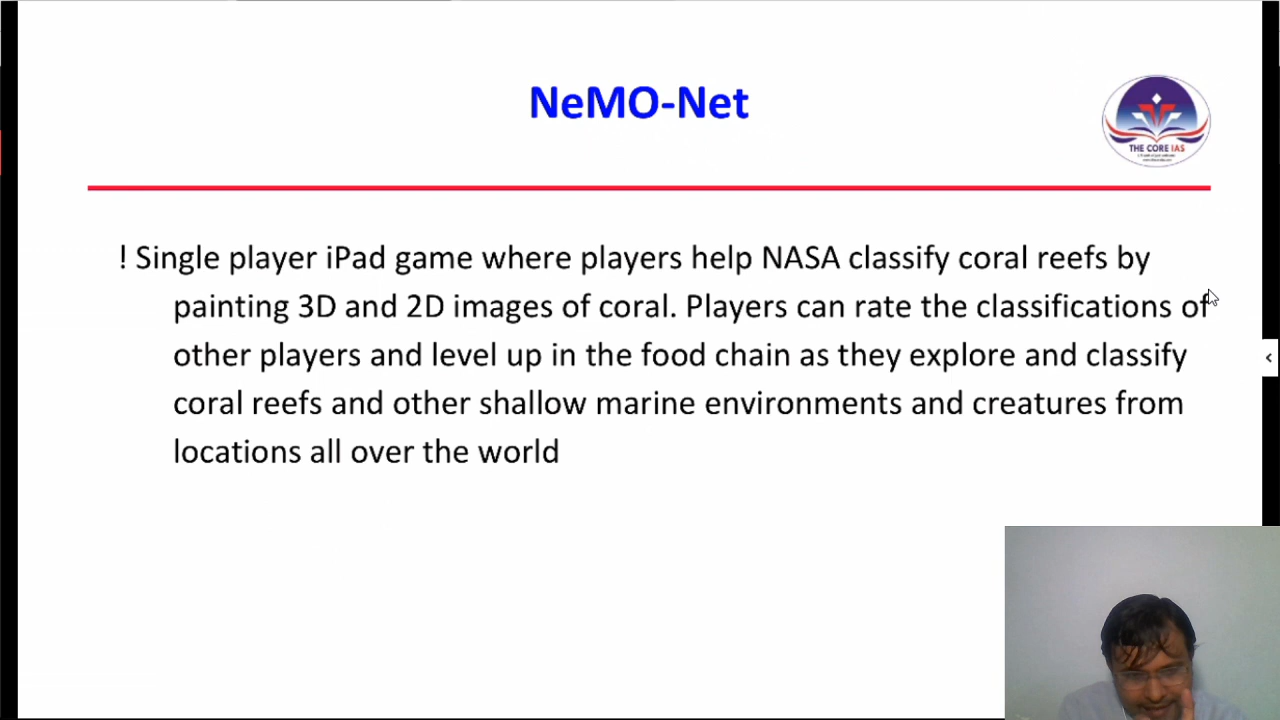 NeMO-Net
THE CORE IAS
! Single player iPad game where players help NASA classify coral reefs by
painting 3D and 2D images of coral. Players can rate the classifications of
other players and level up in the food chain as they explore and classify
coral reefs and other shallow marine environments and creatures from
locations all over the world